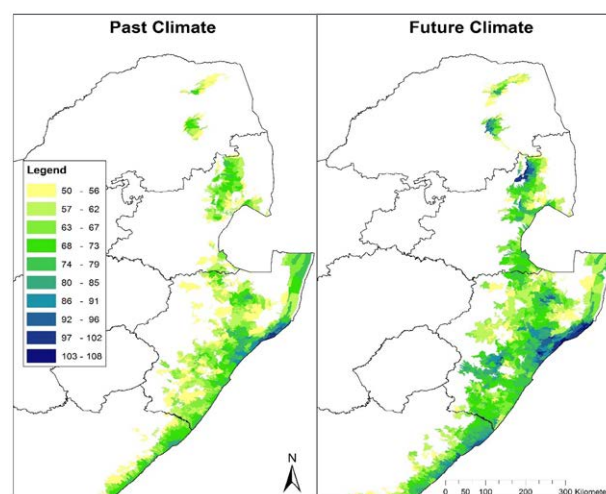 Past Climate
Future Climate
Legend
50 - 56
57 - 62
63 - 67
68 - 73
74 - 79
80 - 85
86 - 91
92 - 96
97 - 102
103 - 108
N
0 50 100 200 300 Kilometers